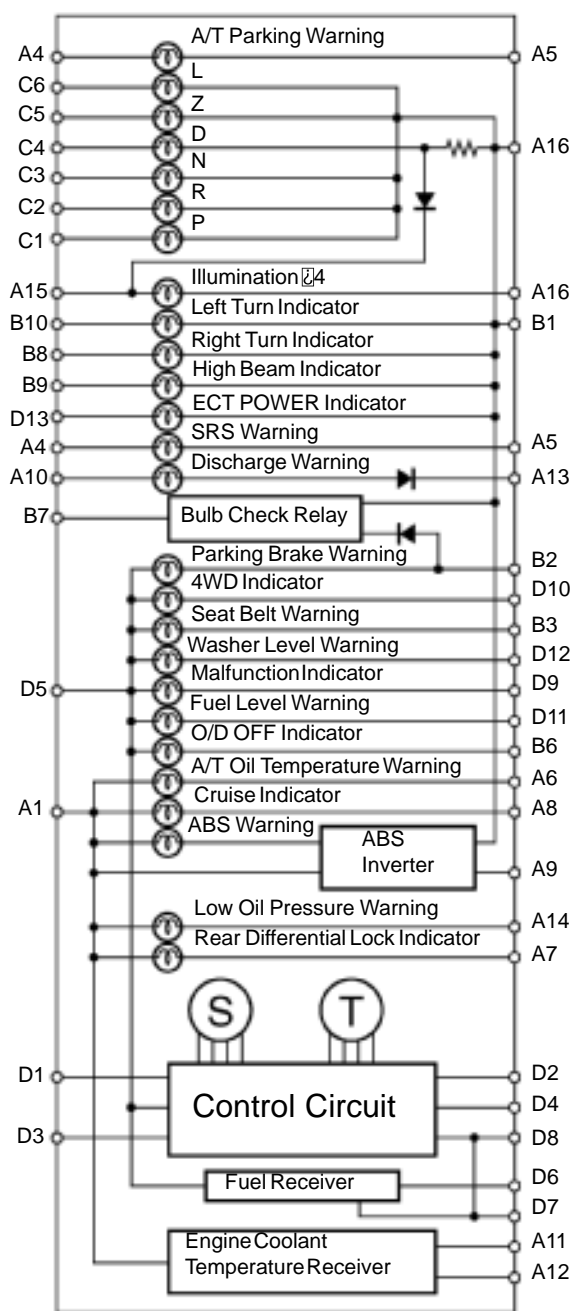 A/T Parking Warning
A4 A5
C6 L
C5 Z
C4 D A16
C3 N
C2 R
C1 P
Illumination ¿4
A15 A16
Left Turn Indicator
B10 B1
Right Turn Indicator
B8
High Beam Indicator
B9
ECT POWER Indicator
D13
SRS Warning
A4 A5
Discharge Warning
A10 A13
B7 Bulb Check Relay
Parking Brake Warning
B2
4WD Indicator
D10
Seat Belt Warning
B3
Washer Level Warning
D12
Malfunction Indicator
D5 D9
Fuel Level Warning
D11
O/D OFF Indicator
B6
A/T Oil Temperature Warning
A6
Cruise Indicator
A1 A8
ABS Warning
ABS
Inverter
A9
Low Oil Pressure Warning
A14
Rear Differential Lock Indicator
A7
S T
D1 D2
Control Circuit D4
D3 D8
Fuel Receiver D6
D7
Engine Coolant
Temperature Receiver
A11
A12